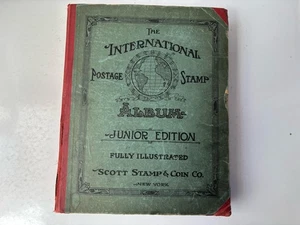 THE
INTERNATIONAL
POSTAGE STAMP
ALBUM
JUNIOR EDITION
FULLY ILLUSTRATED
SCOTT STAMP & COIN CO.
NEW YORK